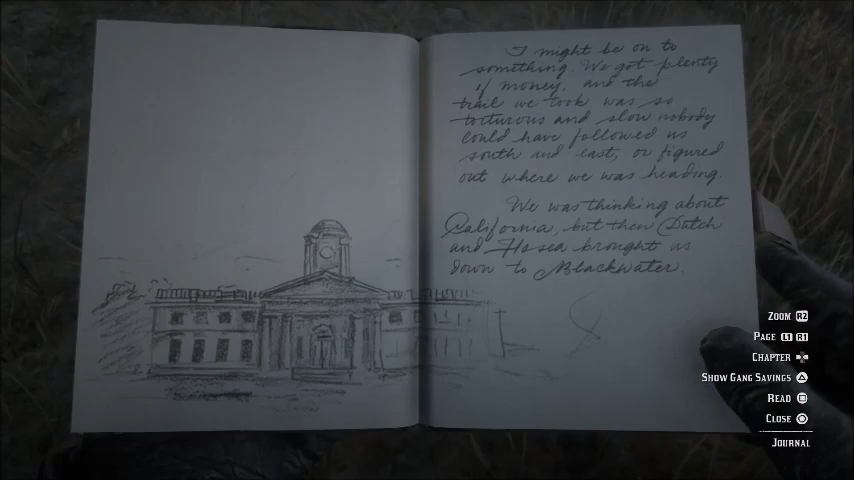 I might be on to
something. We got plenty
of money, and the
trail we took was so
torturous and slow nobody
could have followed us
south and east, or figured
out where we was heading.
We was thinking about
California, but then Dutch
and Hosea brought us
down to Blackwater.
ZOOM R2
PAGE L1 R1
CHAPTER
SHOW GANG SAVINGS
READ
CLOSE
JOURNAL